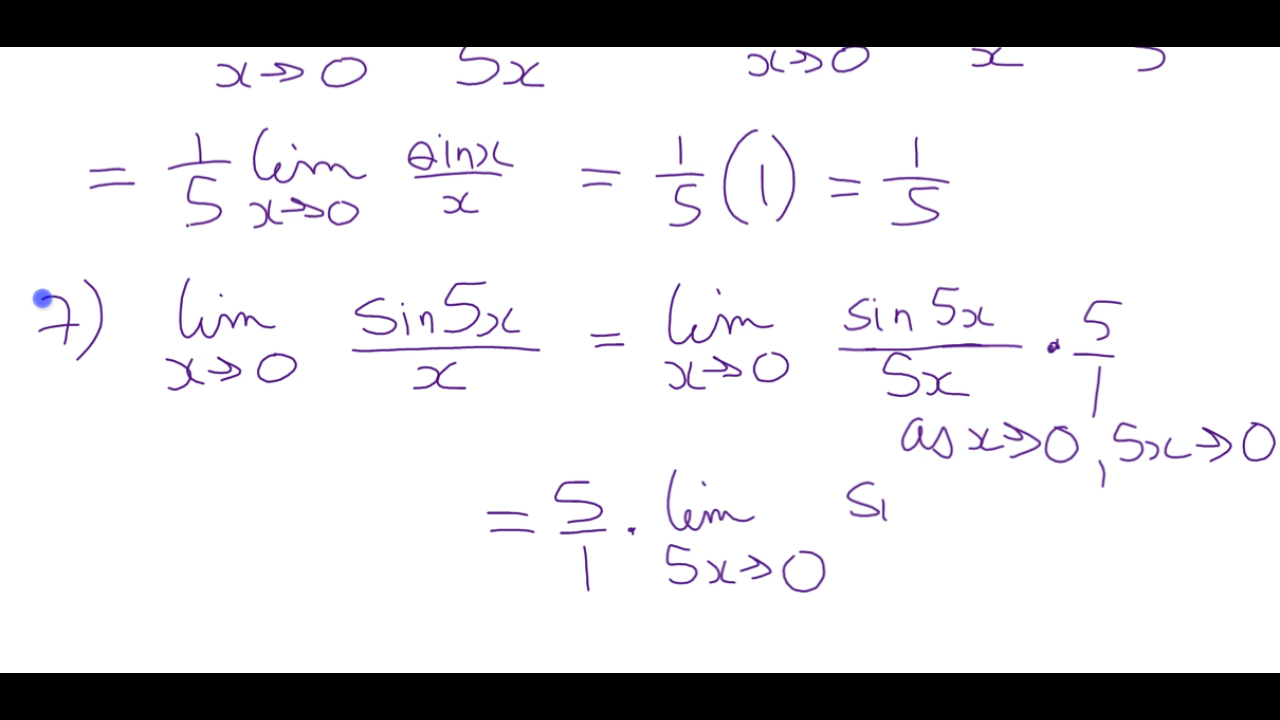 x→0 5x x→0 x 5
= 1/5 lim x→0 sinx/x = 1/5 (1) = 1/5
7) lim x→0 sin5x/x = lim x→0 sin5x/5x · 5/1
as x→0, 5x→0
= 5/1 · lim 5x→0 si